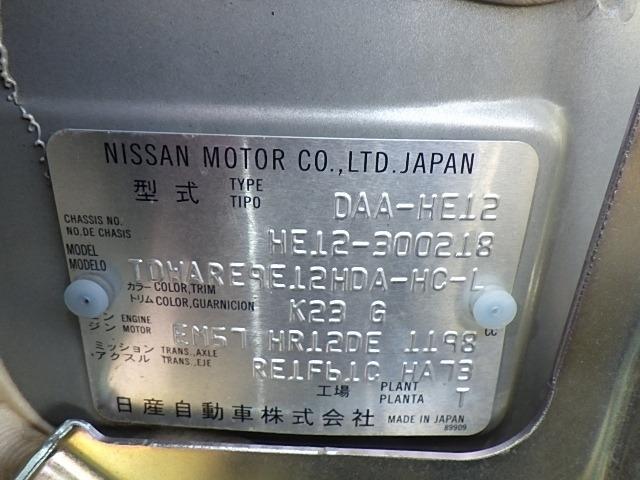 NISSAN MOTOR CO.,LTD.JAPAN
型式 TYPE TIPO DAA-HE12
CHASSIS NO. NO.DE CHASIS HE12-300218
MODEL MODELO TDHARE9E12HDA-HC-L
カラー COLOR,TRIM トリム COLOR,GUARNICION K23 G
ン ENGINE ジン MOTOR EM57 HR12DE 1198 cc
ミッション TRANS.,AXLE アクスル TRANS.,EJE RE1F61C HA73
工場 PLANT PLANTA T
日産自動車株式会社 MADE IN JAPAN
89909